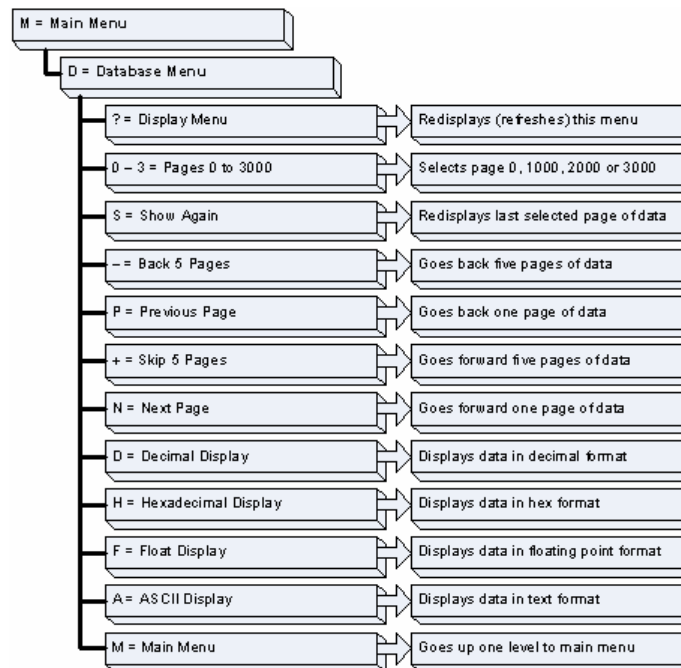 M = Main Menu
D = Database Menu
? = Display Menu
Redisplays (refreshes) this menu
0 – 3 = Pages 0 to 3000
Selects page 0, 1000, 2000 or 3000
S = Show Again
Redisplays last selected page of data
– = Back 5 Pages
Goes back five pages of data
P = Previous Page
Goes back one page of data
+ = Skip 5 Pages
Goes forward five pages of data
N = Next Page
Goes forward one page of data
D = Decimal Display
Displays data in decimal format
H = Hexadecimal Display
Displays data in hex format
F = Float Display
Displays data in floating point format
A = ASCII Display
Displays data in text format
M = Main Menu
Goes up one level to main menu